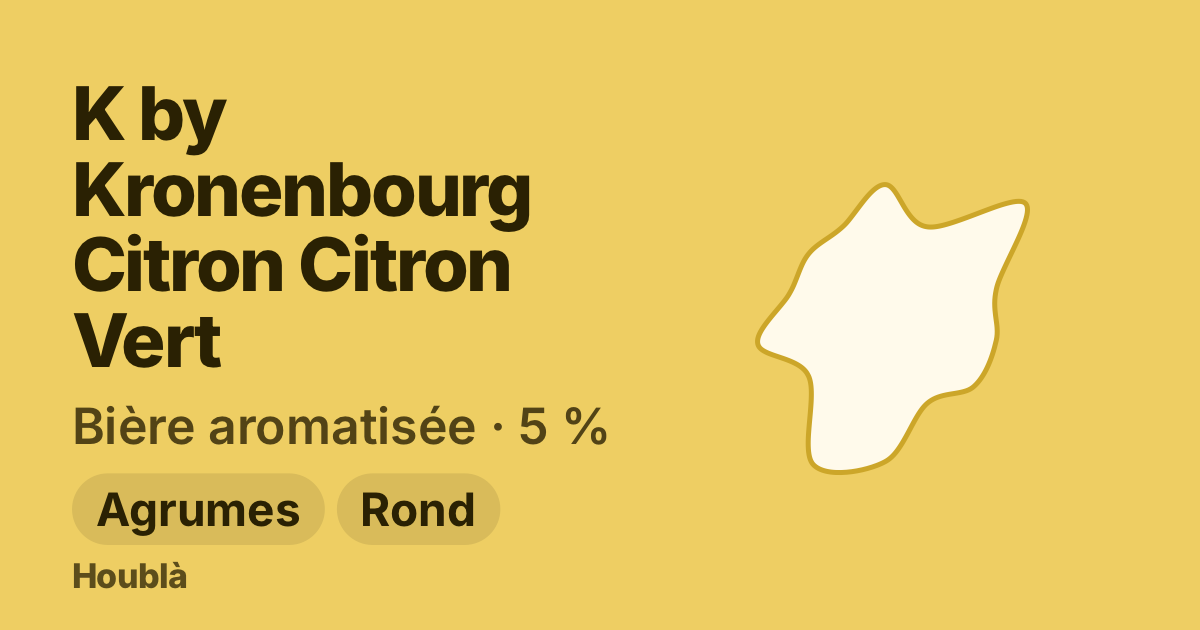 K by
Kronenbourg
Citron Citron
Vert
Bière aromatisée · 5 %
Agrumes Rond
Houblà